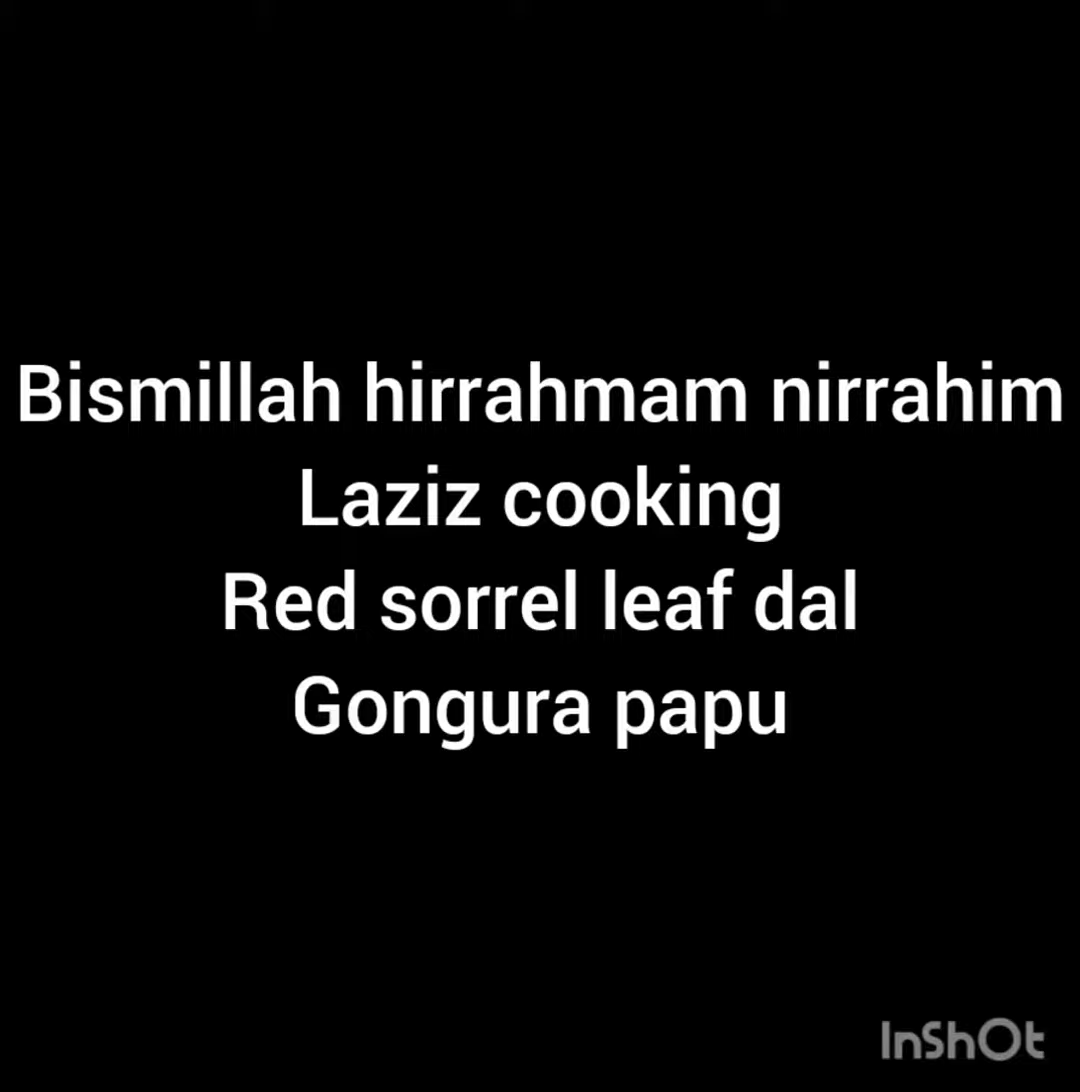 Bismillah hirrahmam nirrahim
Laziz cooking
Red sorrel leaf dal
Gongura papu
InShOt